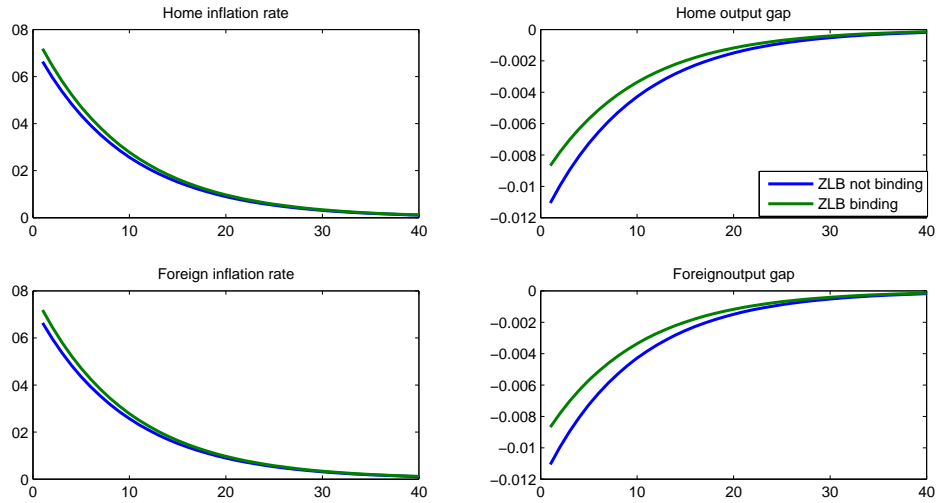 Home inflation rate
08
06
04
02
0
0 10 20 30 40
Home output gap
0
−0.002
−0.004
−0.006
−0.008
−0.01
−0.012
0 10 20 30 40
ZLB not binding
ZLB binding
Foreign inflation rate
08
06
04
02
0
0 10 20 30 40
Foreignoutput gap
0
−0.002
−0.004
−0.006
−0.008
−0.01
−0.012
0 10 20 30 40